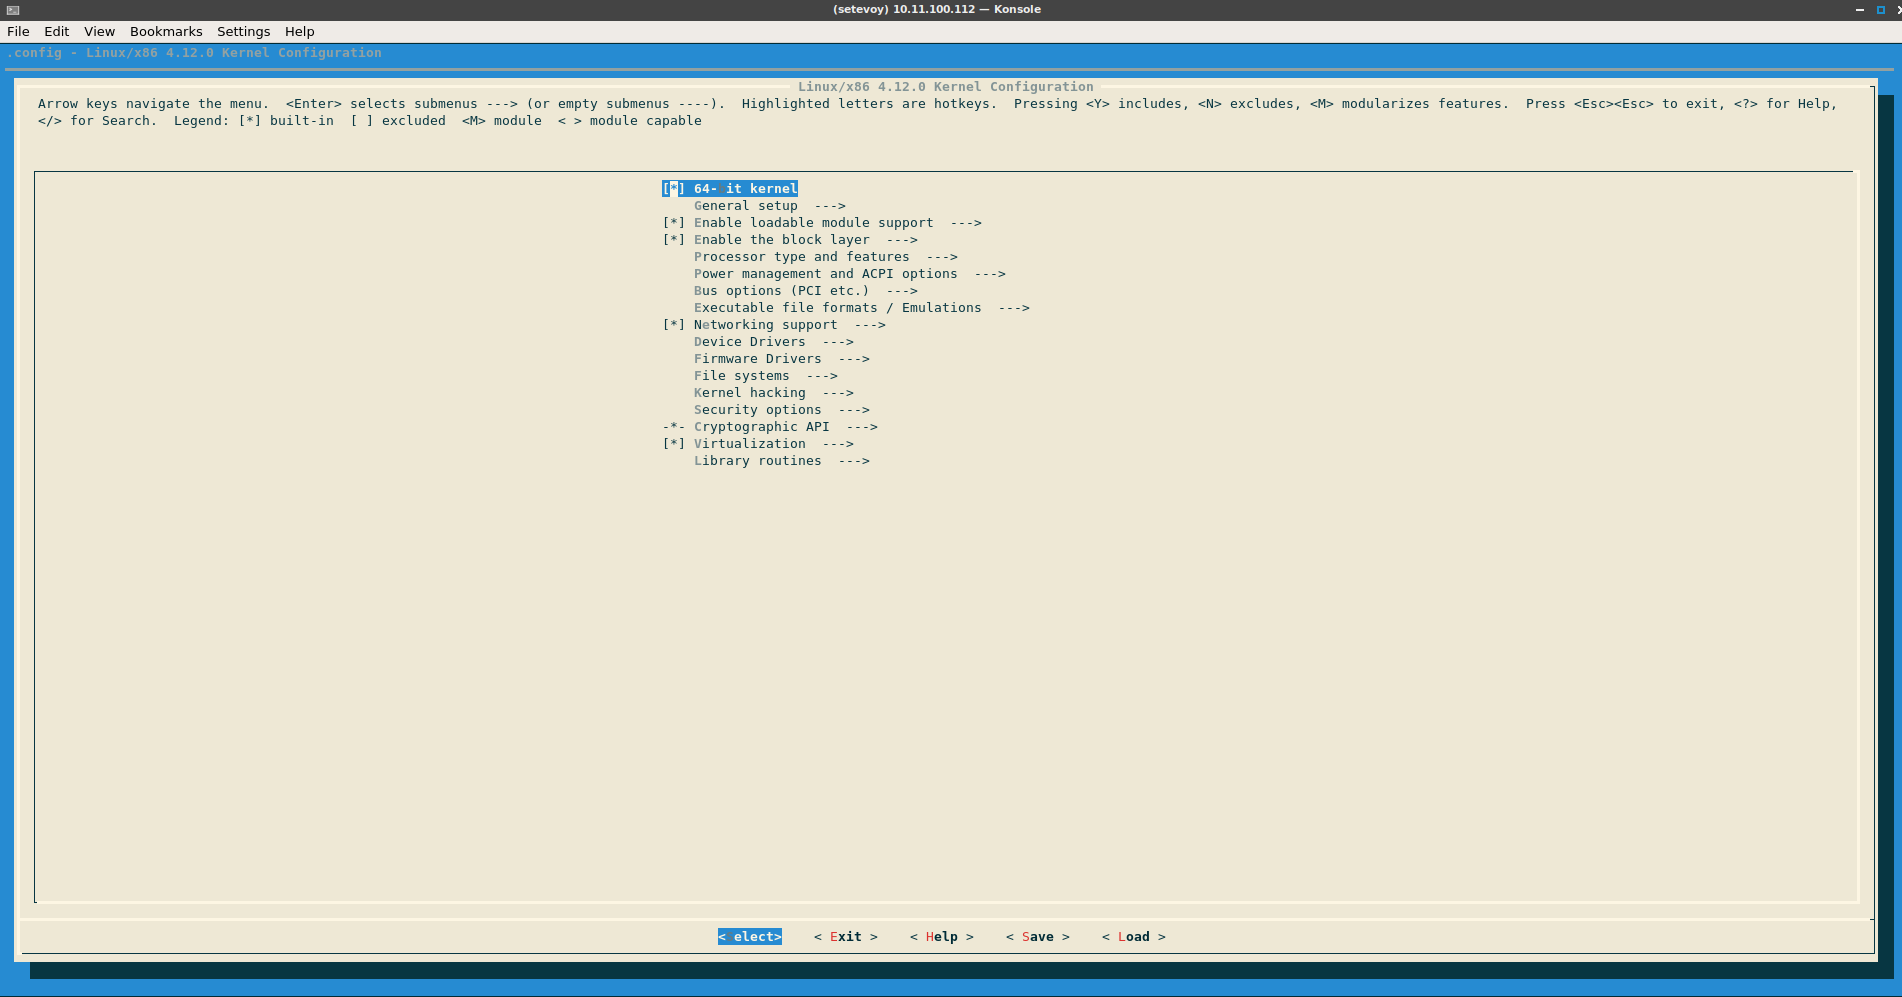 (setevoy) 10.11.100.112 — Konsole
File Edit View Bookmarks Settings Help
.config - Linux/x86 4.12.0 Kernel Configuration
Linux/x86 4.12.0 Kernel Configuration
Arrow keys navigate the menu.  <Enter> selects submenus ---> (or empty submenus ----).  Highlighted letters are hotkeys.  Pressing <Y> includes, <N> excludes, <M> modularizes features.  Press <Esc><Esc> to exit, <?> for Help,
</> for Search.  Legend: [*] built-in  [ ] excluded  <M> module  < > module capable
[*] 64-bit kernel
General setup  --->
[*] Enable loadable module support  --->
[*] Enable the block layer  --->
Processor type and features  --->
Power management and ACPI options  --->
Bus options (PCI etc.)  --->
Executable file formats / Emulations  --->
[*] Networking support  --->
Device Drivers  --->
Firmware Drivers  --->
File systems  --->
Kernel hacking  --->
Security options  --->
-*- Cryptographic API  --->
[*] Virtualization  --->
Library routines  --->
<Select>    < Exit >    < Help >    < Save >    < Load >